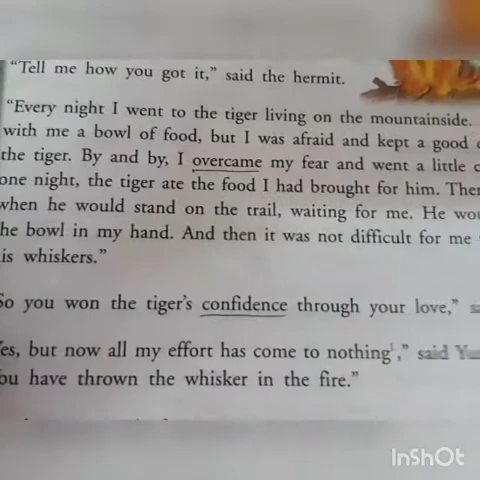 “Tell me how you got it,” said the hermit.
“Every night I went to the tiger living on the mountainside.
with me a bowl of food, but I was afraid and kept a good
the tiger. By and by, I overcame my fear and went a little
one night, the tiger ate the food I had brought for him.
when he would stand on the trail, waiting for me. He
he bowl in my hand. And then it was not difficult for me
is whiskers.”
So you won the tiger’s confidence through your love,”
es, but now all my effort has come to nothing¹,” said
ou have thrown the whisker in the fire.”
InShOt